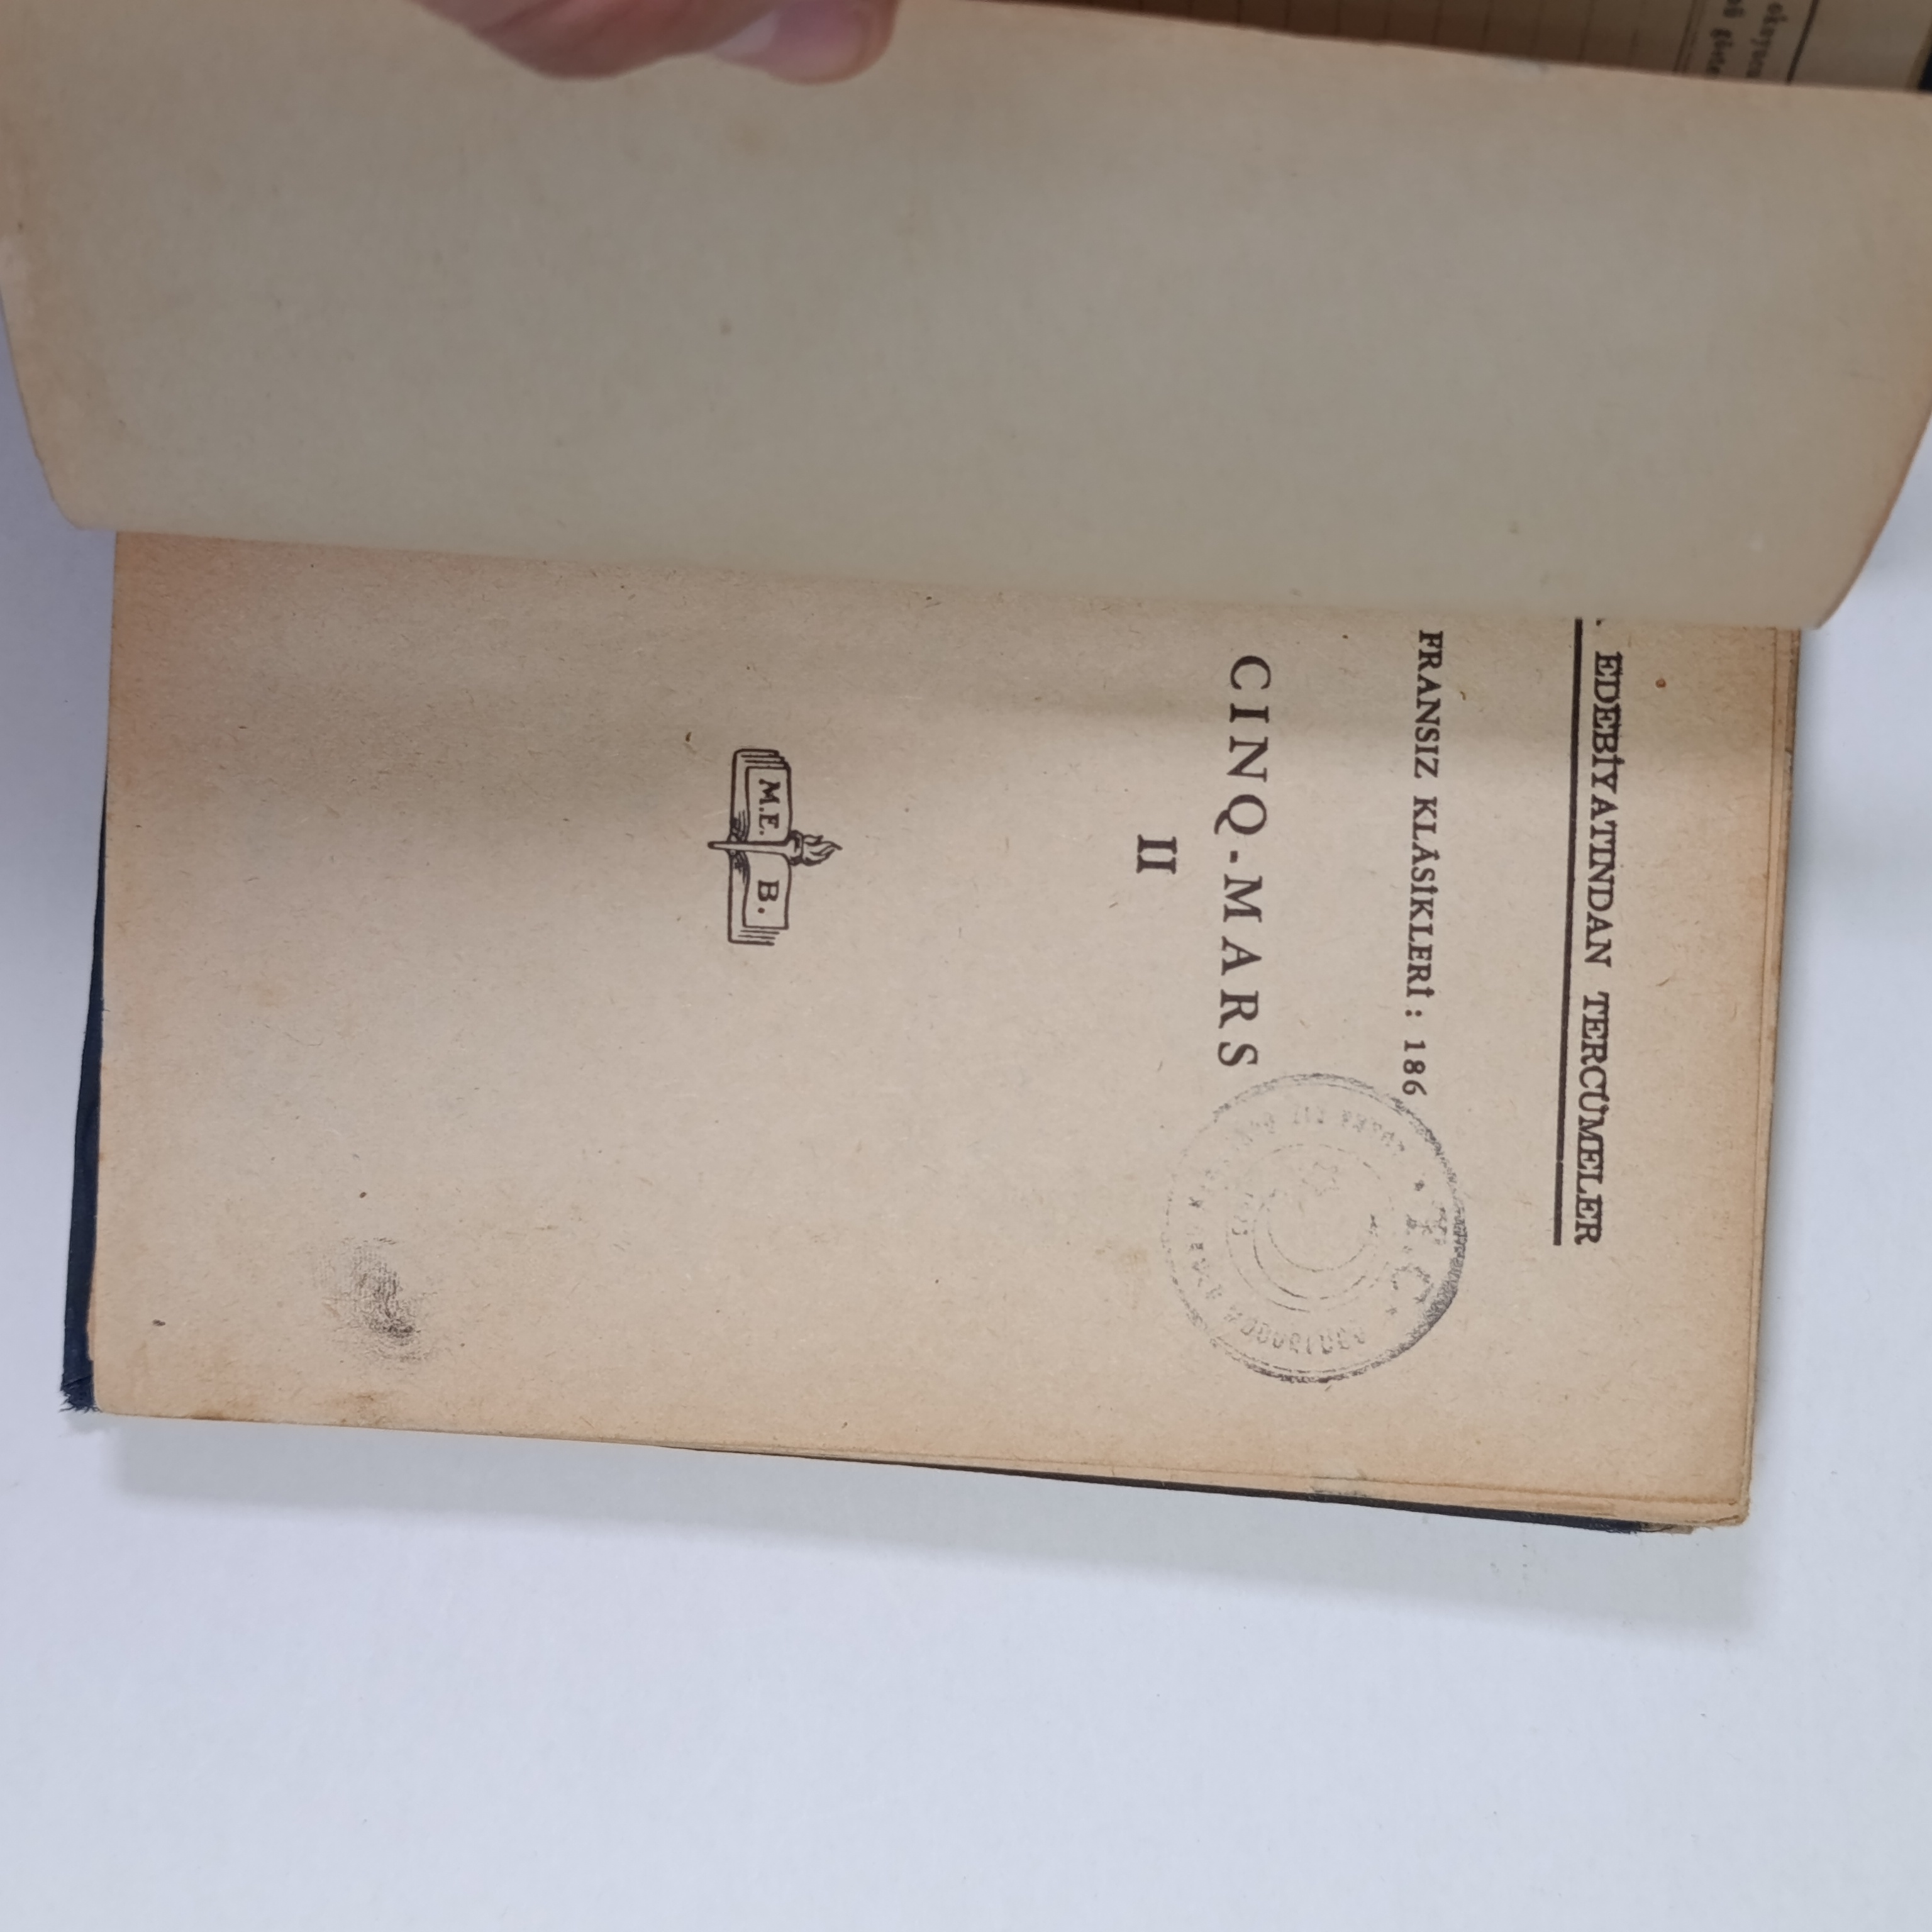 EDEBİYATINDAN TERCÜMELER
FRANSIZ KLÂSİKLERİ : 186
CINQ-MARS
II
M.E. B.